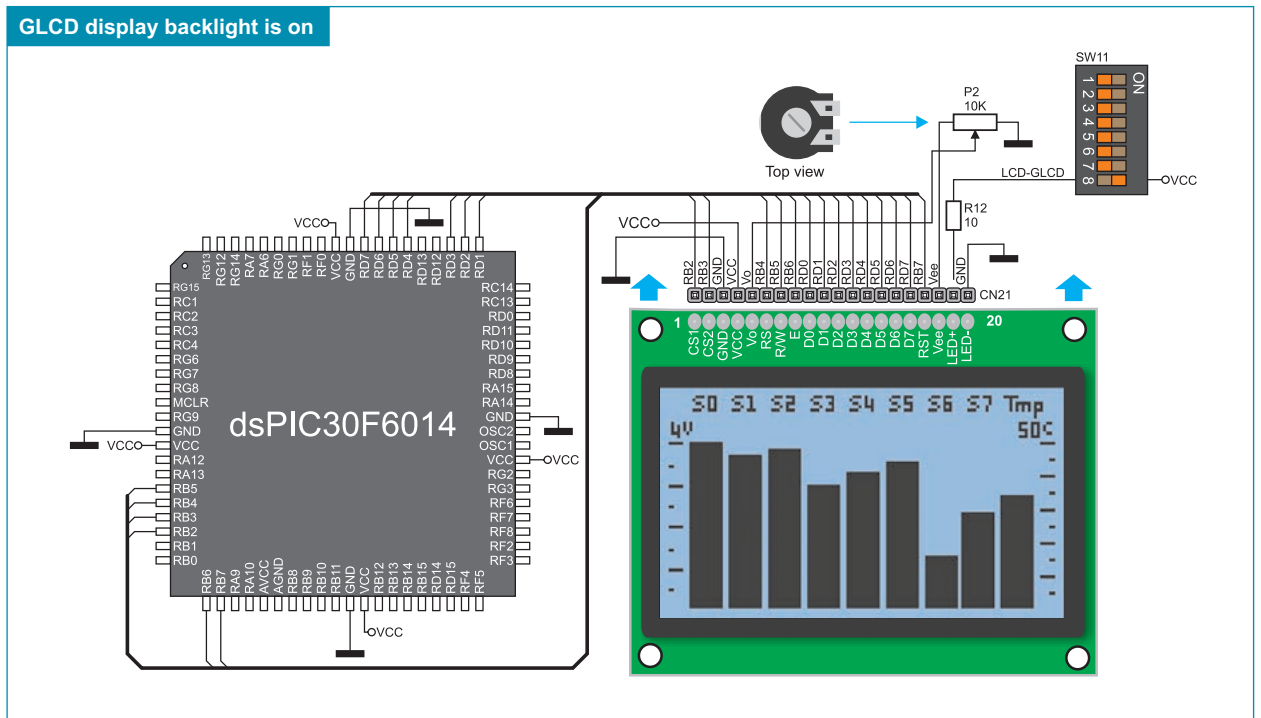 GLCD display backlight is on
SW11
ON
1
2
3
4
5
6
7
8
P2
10K
Top view
LCD-GLCD
VCC
R12
10
VCC
VCC
RG13
RG12
RG14
RA7
RA6
RG0
RG1
RF1
RF0
VCC
GND
RD7
RD6
RD5
RD4
RD13
RD12
RD3
RD2
RD1
RG15
RC1
RC2
RC3
RC4
RG6
RG7
RG8
MCLR
RG9
GND
VCC
RA12
RA13
RB5
RB4
RB3
RB2
RB1
RB0
VCC
dsPIC30F6014
RC14
RC13
RD0
RD11
RD10
RD9
RD8
RA15
RA14
GND
OSC2
OSC1
VCC
RG2
RG3
RF6
RF7
RF8
RF2
RF3
VCC
RB6
RB7
RA9
RA10
AVCC
AGND
RB8
RB9
RB10
RB11
GND
VCC
RB12
RB13
RB14
RB15
RD14
RD15
RF4
RF5
VCC
RB2
RB3
GND
VCC
Vo
RB4
RB5
RB6
RD0
RD1
RD2
RD3
RD4
RD5
RD6
RD7
RB7
Vee
GND
CN21
1
20
CS1
CS2
GND
VCC
Vo
RS
R/W
E
D0
D1
D2
D3
D4
D5
D6
D7
RST
Vee
LED+
LED-
S0 S1 S2 S3 S4 S5 S6 S7 Tmp
4V
50C